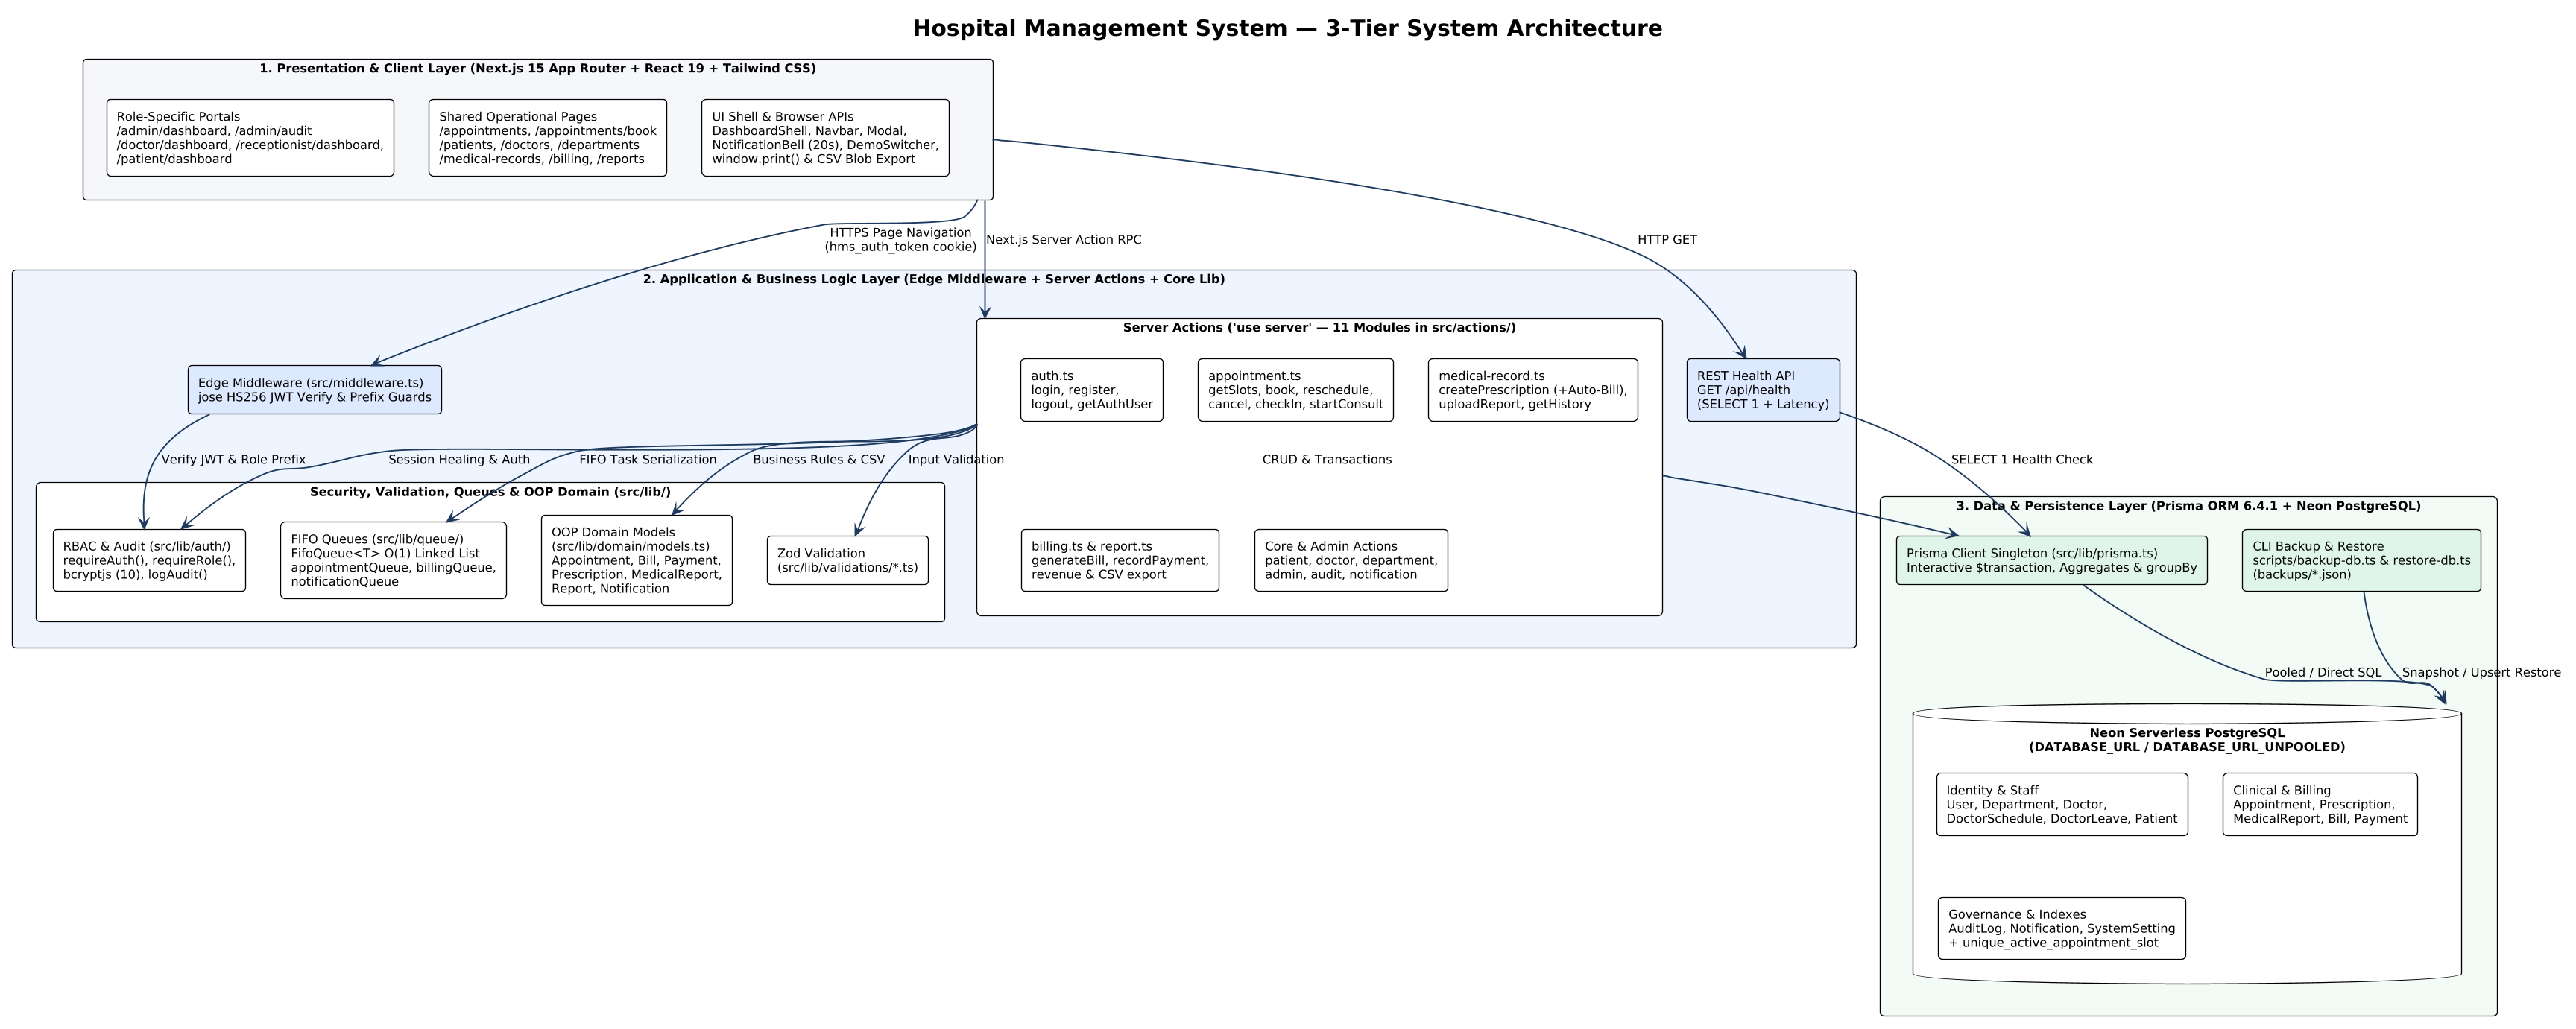 Hospital Management System — 3-Tier System Architecture
1. Presentation & Client Layer (Next.js 15 App Router + React 19 + Tailwind CSS)
Role-Specific Portals
/admin/dashboard, /admin/audit
/doctor/dashboard, /receptionist/dashboard,
/patient/dashboard
Shared Operational Pages
/appointments, /appointments/book
/patients, /doctors, /departments
/medical-records, /billing, /reports
UI Shell & Browser APIs
DashboardShell, Navbar, Modal,
NotificationBell (20s), DemoSwitcher,
window.print() & CSV Blob Export
HTTPS Page Navigation
(hms_auth_token cookie)
Next.js Server Action RPC
HTTP GET
2. Application & Business Logic Layer (Edge Middleware + Server Actions + Core Lib)
Edge Middleware (src/middleware.ts)
jose HS256 JWT Verify & Prefix Guards
Server Actions ('use server' — 11 Modules in src/actions/)
auth.ts
login, register,
logout, getAuthUser
appointment.ts
getSlots, book, reschedule,
cancel, checkIn, startConsult
medical-record.ts
createPrescription (+Auto-Bill),
uploadReport, getHistory
REST Health API
GET /api/health
(SELECT 1 + Latency)
Verify JWT & Role Prefix
Session Healing & Auth
FIFO Task Serialization
Business Rules & CSV
Input Validation
CRUD & Transactions
SELECT 1 Health Check
Security, Validation, Queues & OOP Domain (src/lib/)
RBAC & Audit (src/lib/auth/)
requireAuth(), requireRole(),
bcryptjs (10), logAudit()
FIFO Queues (src/lib/queue/)
FifoQueue<T> O(1) Linked List
appointmentQueue, billingQueue,
notificationQueue
OOP Domain Models
(src/lib/domain/models.ts)
Appointment, Bill, Payment,
Prescription, MedicalReport,
Report, Notification
Zod Validation
(src/lib/validations/*.ts)
billing.ts & report.ts
generateBill, recordPayment,
revenue & CSV export
Core & Admin Actions
patient, doctor, department,
admin, audit, notification
3. Data & Persistence Layer (Prisma ORM 6.4.1 + Neon PostgreSQL)
Prisma Client Singleton (src/lib/prisma.ts)
Interactive $transaction, Aggregates & groupBy
CLI Backup & Restore
scripts/backup-db.ts & restore-db.ts
(backups/*.json)
Pooled / Direct SQL
Snapshot / Upsert Restore
Neon Serverless PostgreSQL
(DATABASE_URL / DATABASE_URL_UNPOOLED)
Identity & Staff
User, Department, Doctor,
DoctorSchedule, DoctorLeave, Patient
Clinical & Billing
Appointment, Prescription,
MedicalReport, Bill, Payment
Governance & Indexes
AuditLog, Notification, SystemSetting
+ unique_active_appointment_slot